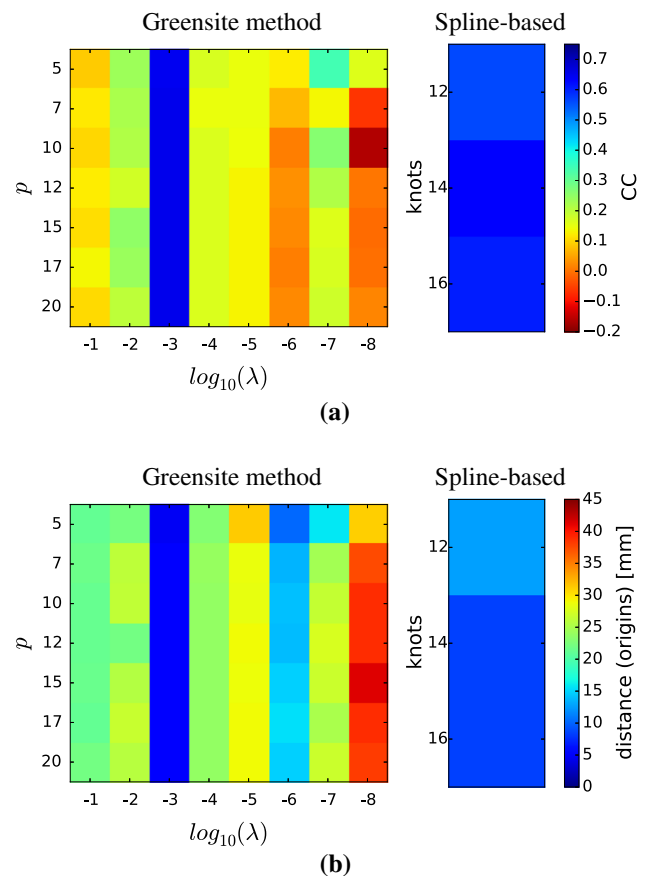 Greensite method
Spline-based
5
7
10
12
15
17
20
p
-1 -2 -3 -4 -5 -6 -7 -8
log10(λ)
12
14
16
knots
0.7
0.6
0.5
0.4
0.3
0.2
0.1
0.0
−0.1
−0.2
CC
(a)
Greensite method
Spline-based
5
7
10
12
15
17
20
p
-1 -2 -3 -4 -5 -6 -7 -8
log10(λ)
12
14
16
knots
45
40
35
30
25
20
15
10
5
0
distance (origins) [mm]
(b)